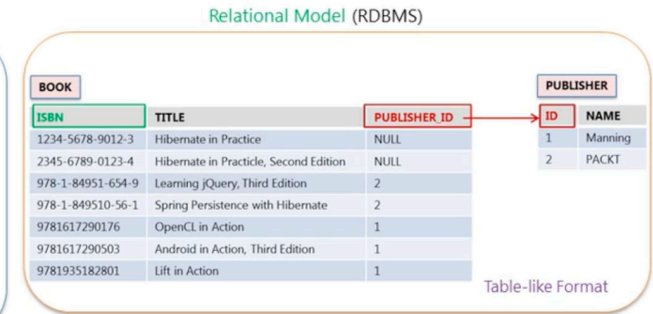 Relational Model (RDBMS)
BOOK
ISBN TITLE PUBLISHER_ID
1234-5678-9012-3 Hibernate in Practice NULL
2345-6789-0123-4 Hibernate in Practicle, Second Edition NULL
978-1-84951-654-9 Learning jQuery, Third Edition 2
978-1-849510-56-1 Spring Persistence with Hibernate 2
9781617290176 OpenCL in Action 1
9781617290503 Android in Action, Third Edition 1
9781935182801 Lift in Action 1
PUBLISHER
ID NAME
1 Manning
2 PACKT
Table-like Format